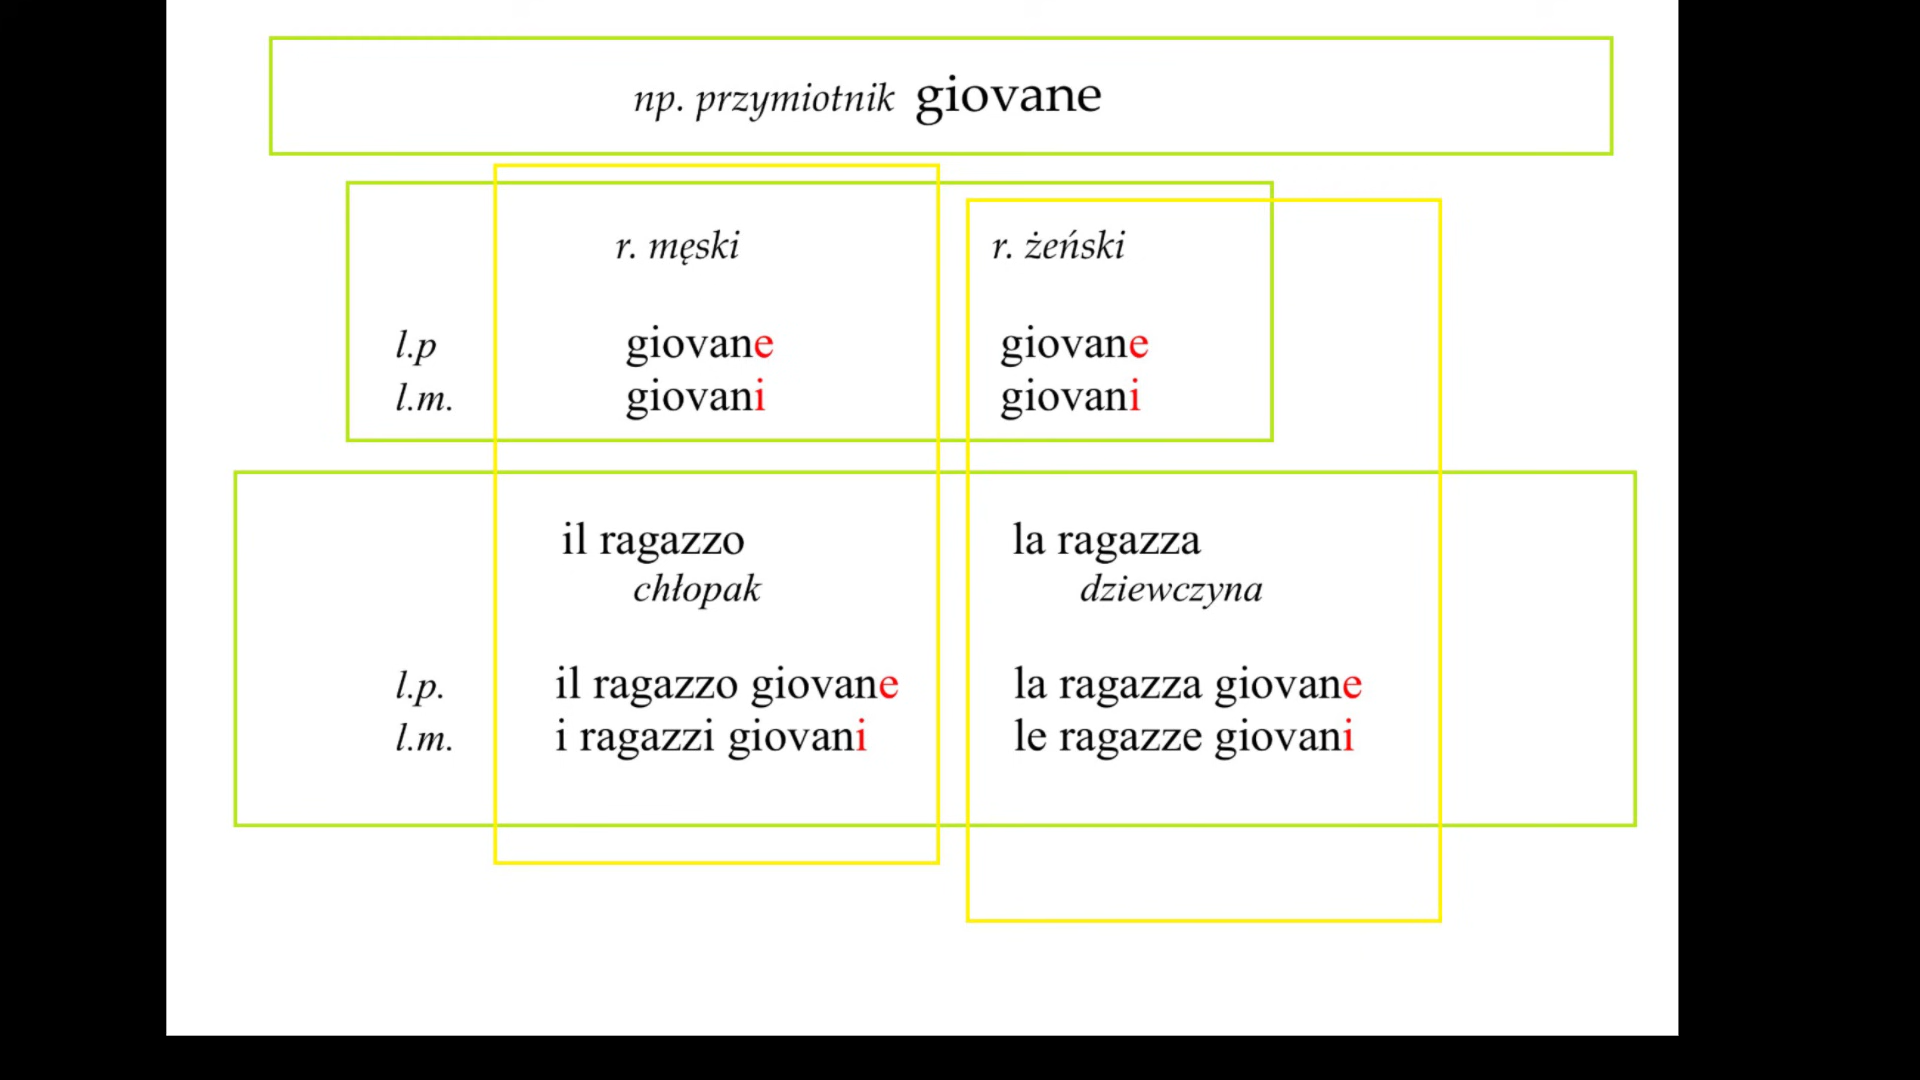 np. przymiotnik giovane
r. męski r. żeński
l.p giovane giovane
l.m. giovani giovani
il ragazzo la ragazza
chłopak dziewczyna
l.p. il ragazzo giovane la ragazza giovane
l.m. i ragazzi giovani le ragazze giovani